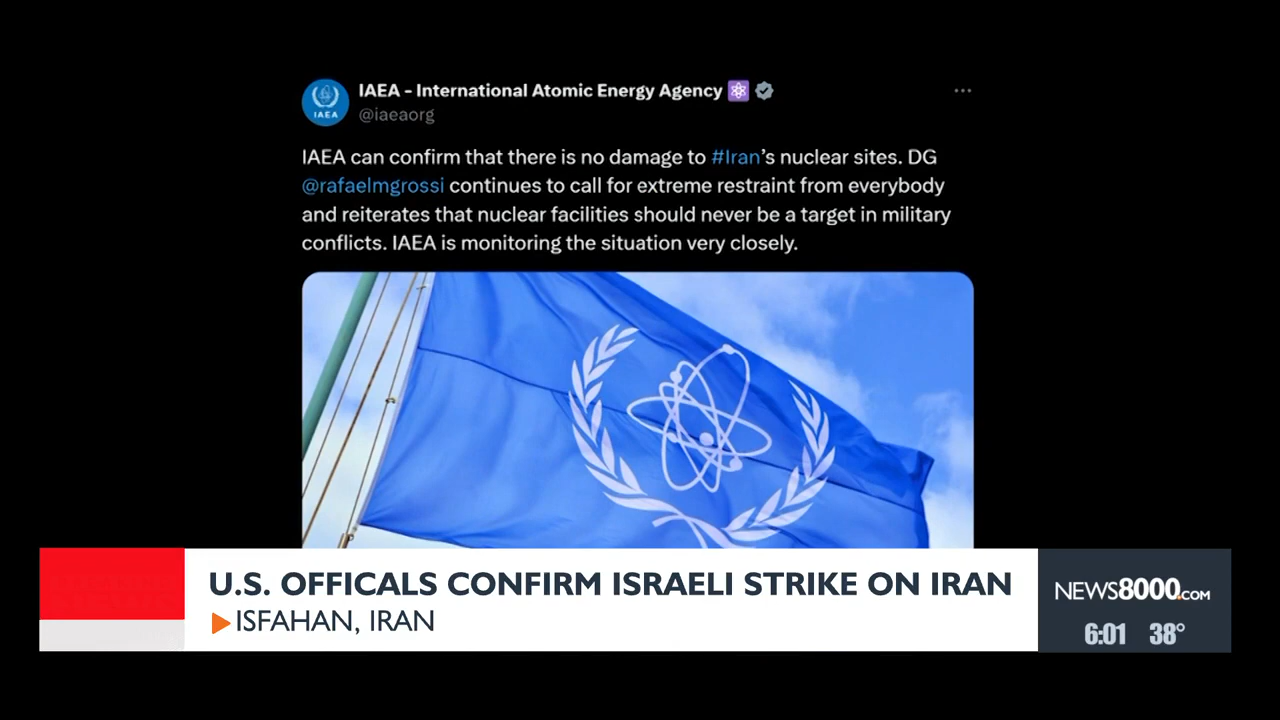 IAEA - International Atomic Energy Agency
IAEA
@iaeaorg
IAEA can confirm that there is no damage to #Iran's nuclear sites. DG
@rafaelmgrossi continues to call for extreme restraint from everybody
and reiterates that nuclear facilities should never be a target in military
conflicts. IAEA is monitoring the situation very closely.
U.S. OFFICALS CONFIRM ISRAELI STRIKE ON IRAN
ISFAHAN, IRAN
NEWS8000.COM
6:01 38°